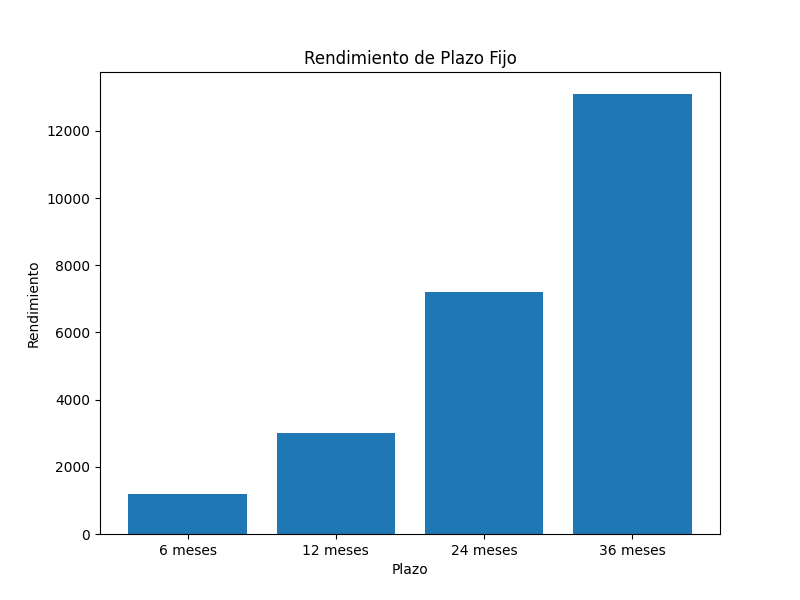 Rendimiento de Plazo Fijo
Rendimiento
12000
10000
8000
6000
4000
2000
0
6 meses
12 meses
24 meses
36 meses
Plazo